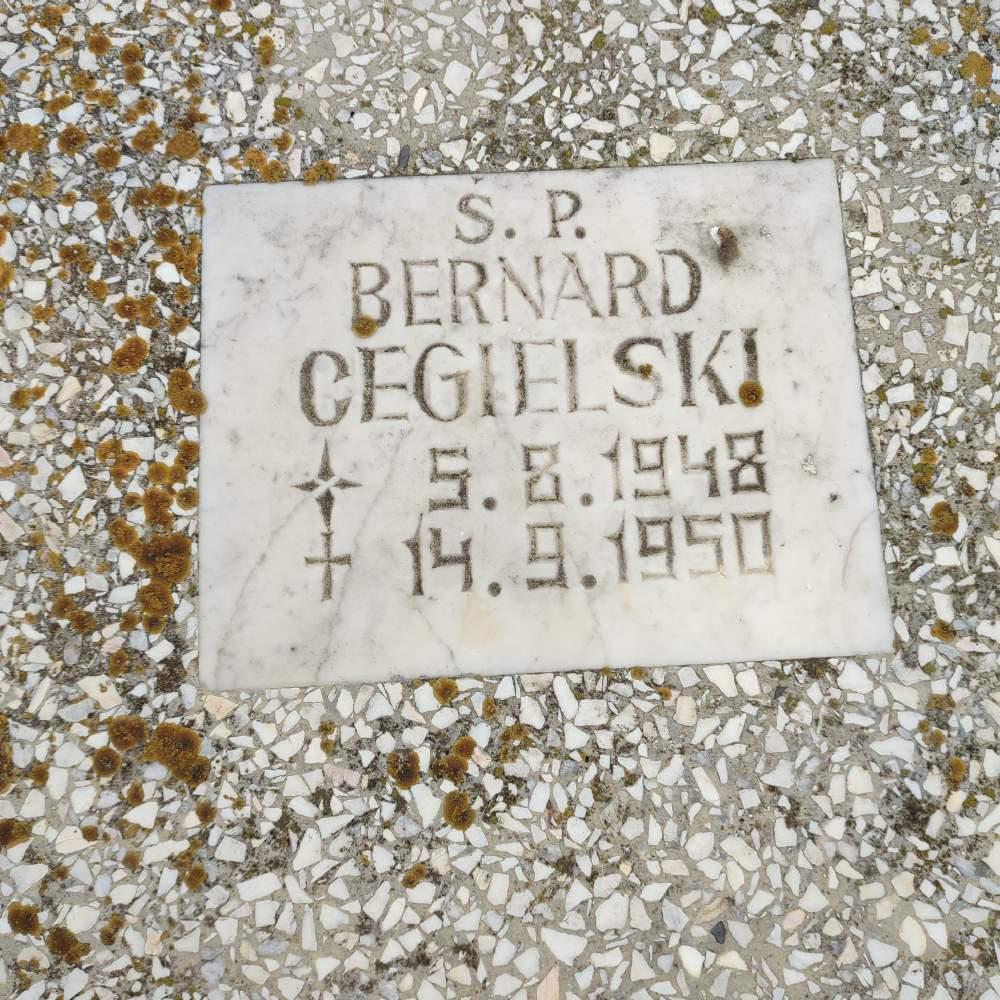 Ś. P.
BERNARD
CEGIELSKI
5.8.1948
14.9.1950